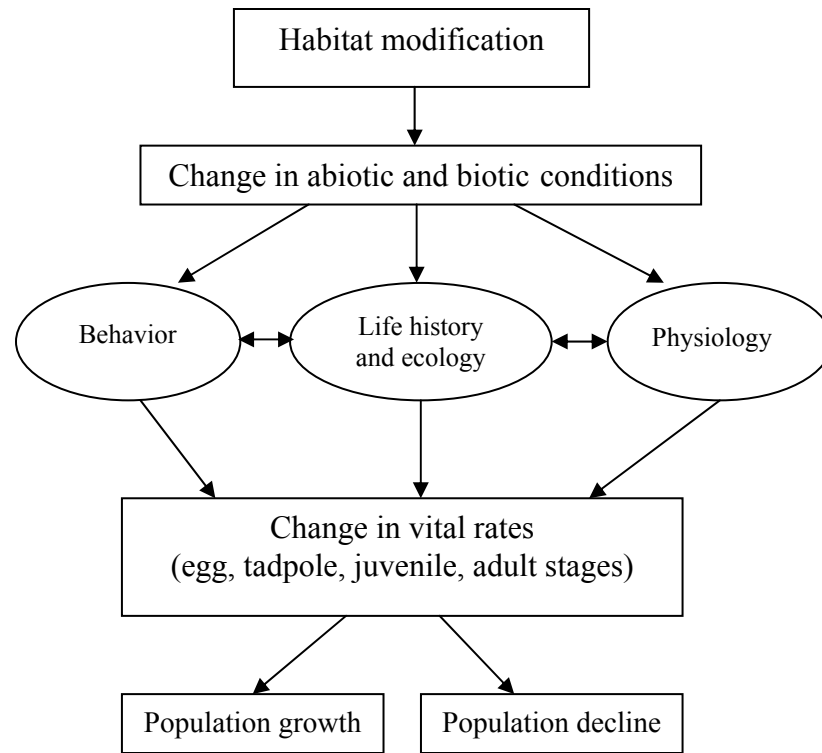 Habitat modification
Change in abiotic and biotic conditions
Behavior
Life history
and ecology
Physiology
Change in vital rates
(egg, tadpole, juvenile, adult stages)
Population growth
Population decline